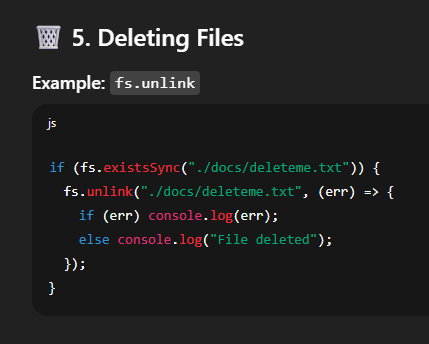 🗑️ 5. Deleting Files
Example: fs.unlink
js
if (fs.existsSync("./docs/deleteme.txt")) {
  fs.unlink("./docs/deleteme.txt", (err) => {
    if (err) console.log(err);
    else console.log("File deleted");
  });
}